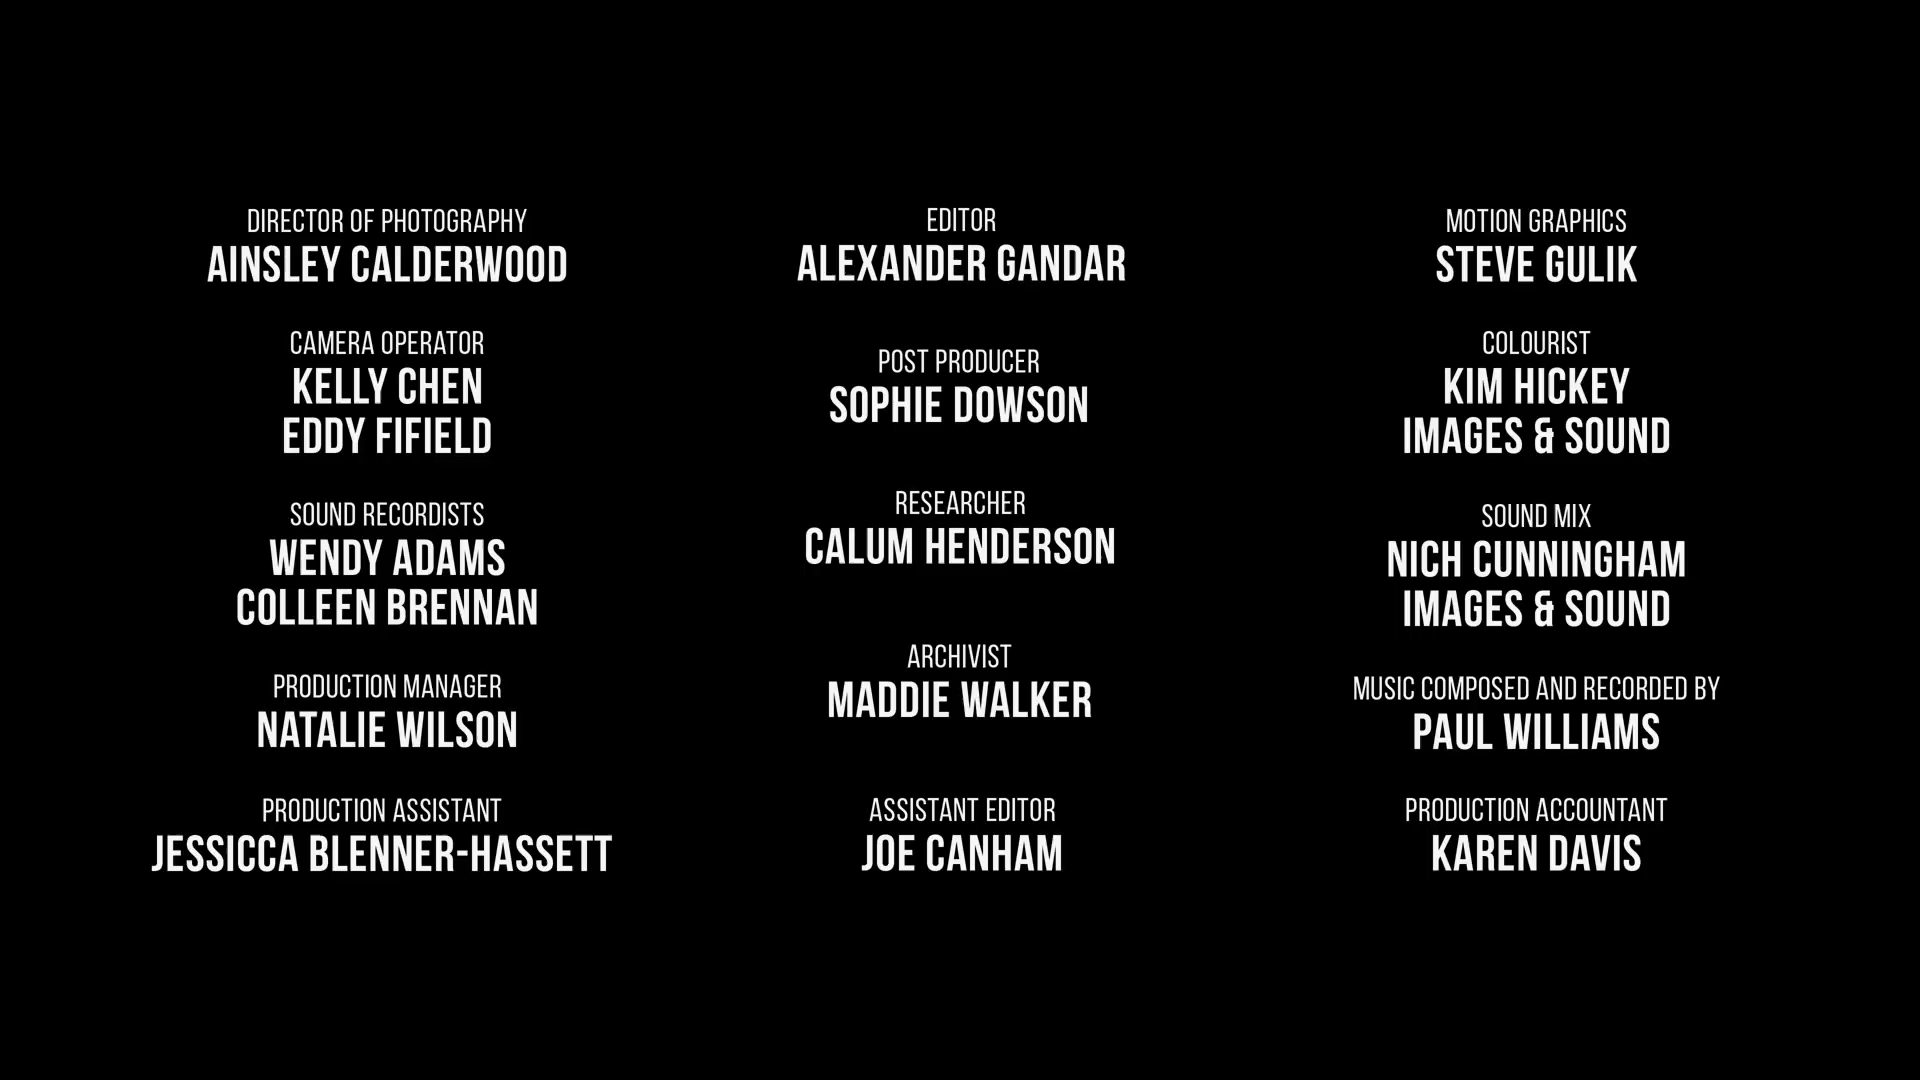 DIRECTOR OF PHOTOGRAPHY
AINSLEY CALDERWOOD
CAMERA OPERATOR
KELLY CHEN
EDDY FIFIELD
SOUND RECORDISTS
WENDY ADAMS
COLLEEN BRENNAN
PRODUCTION MANAGER
NATALIE WILSON
PRODUCTION ASSISTANT
JESSICCA BLENNER-HASSETT
EDITOR
ALEXANDER GANDAR
POST PRODUCER
SOPHIE DOWSON
RESEARCHER
CALUM HENDERSON
ARCHIVIST
MADDIE WALKER
ASSISTANT EDITOR
JOE CANHAM
MOTION GRAPHICS
STEVE GULIK
COLOURIST
KIM HICKEY
IMAGES & SOUND
SOUND MIX
NICH CUNNINGHAM
IMAGES & SOUND
MUSIC COMPOSED AND RECORDED BY
PAUL WILLIAMS
PRODUCTION ACCOUNTANT
KAREN DAVIS